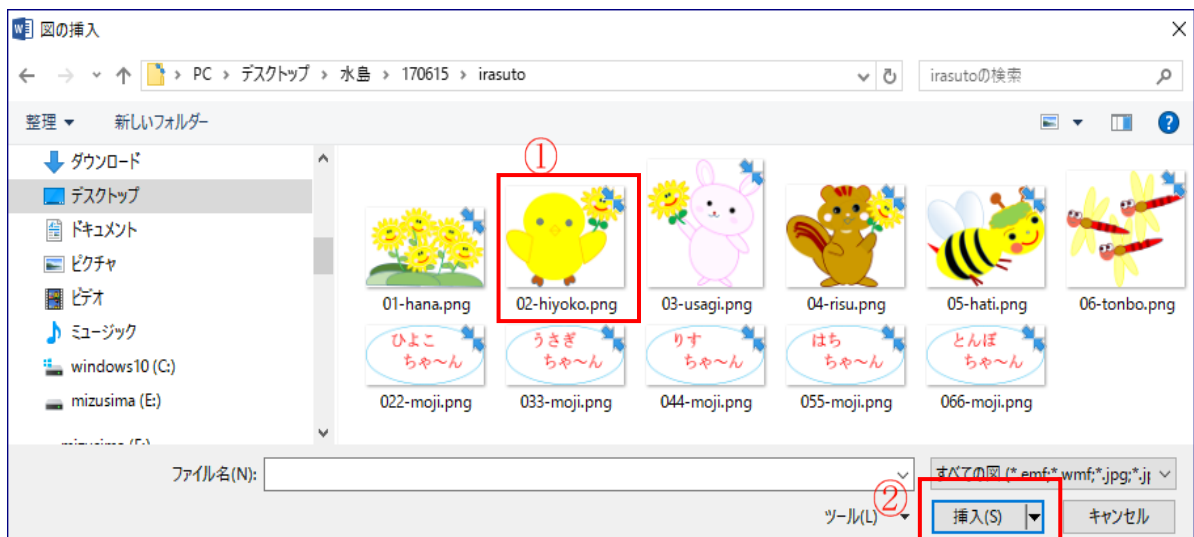 図の挿入
PC › デスクトップ › 水島 › 170615 › irasuto
irasutoの検索
整理
新しいフォルダー
ダウンロード
デスクトップ
ドキュメント
ピクチャ
ビデオ
ミュージック
windows10 (C:)
mizusima (E:)
①
01-hana.png
02-hiyoko.png
03-usagi.png
04-risu.png
05-hati.png
06-tonbo.png
ひよこ
ちゃ～ん
うさぎ
ちゃ～ん
りす
ちゃ～ん
はち
ちゃ～ん
とんぼ
ちゃ～ん
022-moji.png
033-moji.png
044-moji.png
055-moji.png
066-moji.png
ファイル名(N):
すべての図 (*.emf;*.wmf;*.jpg;*.j
②
ツール(L)
挿入(S)
キャンセル